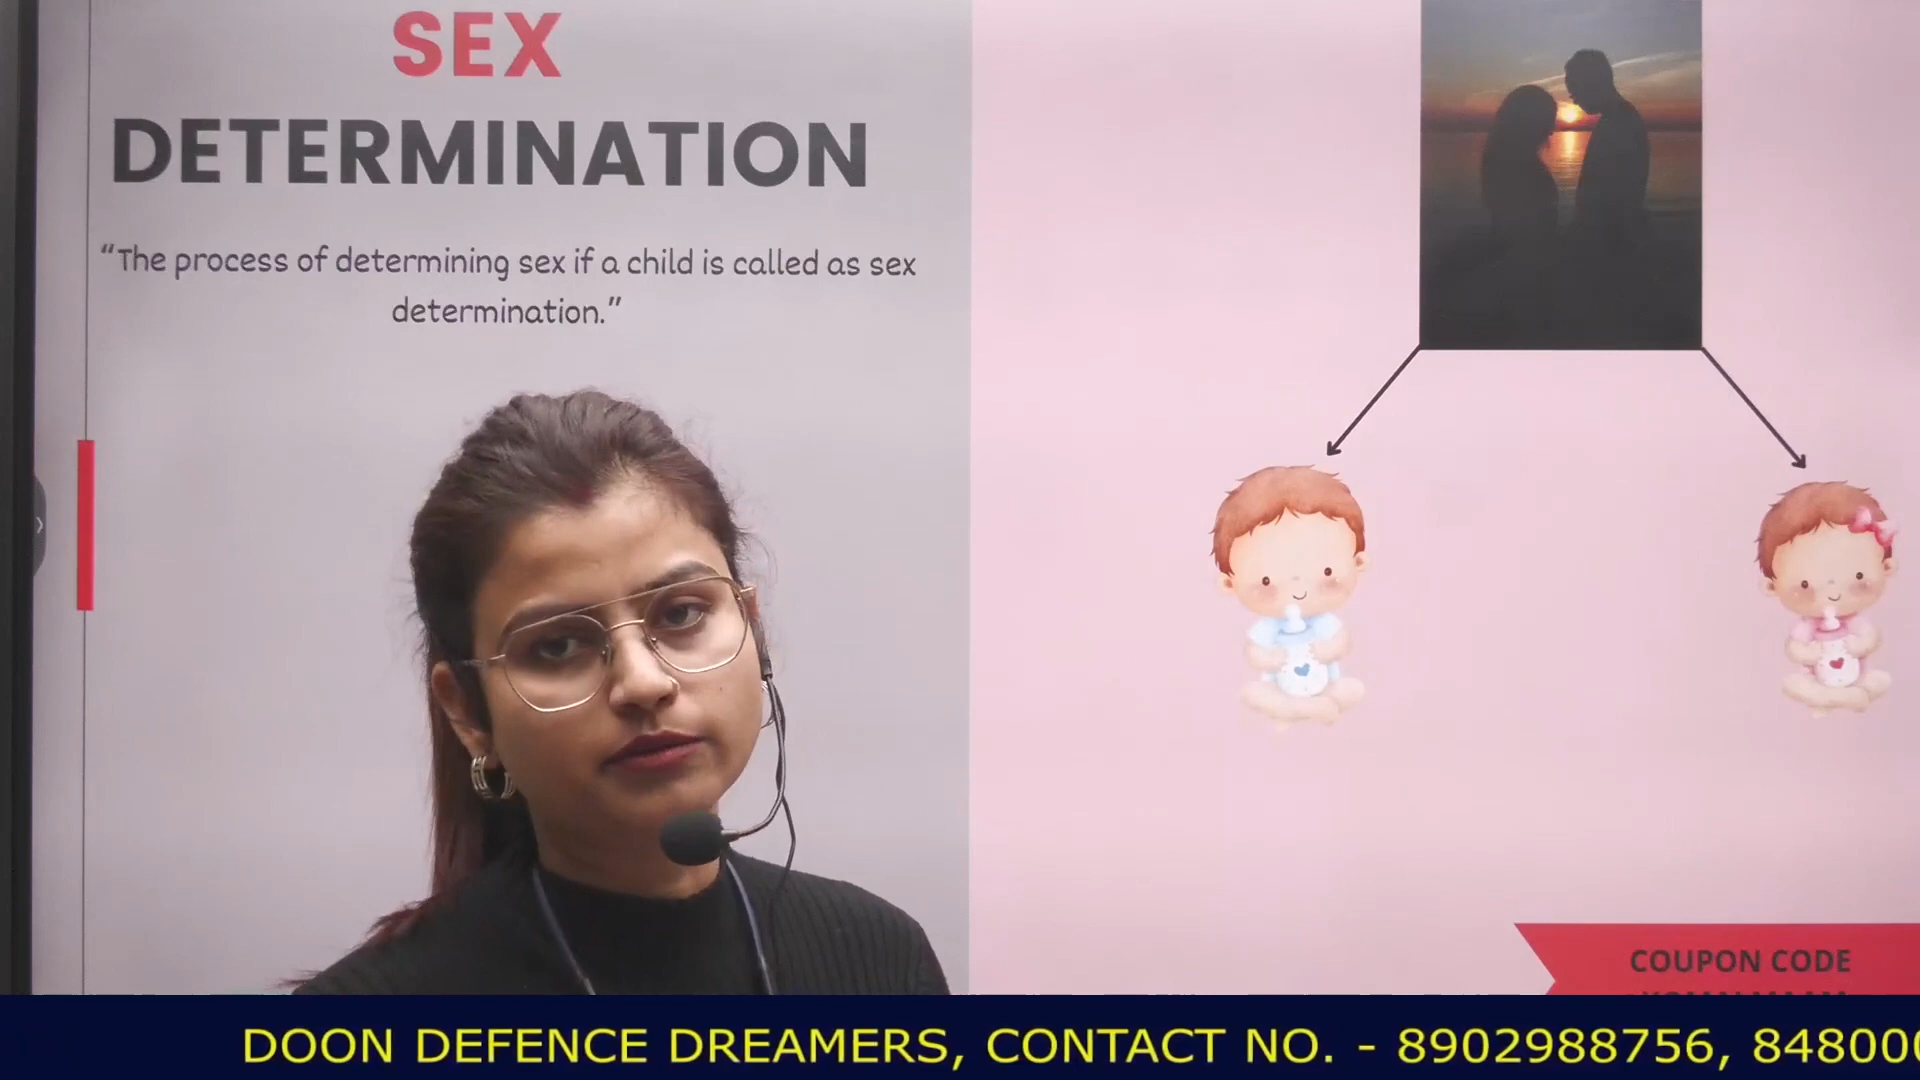 SEX
DETERMINATION
“The process of determining sex if a child is called as sex
determination.”
COUPON CODE
DOON DEFENCE DREAMERS, CONTACT NO. - 8902988756, 848000